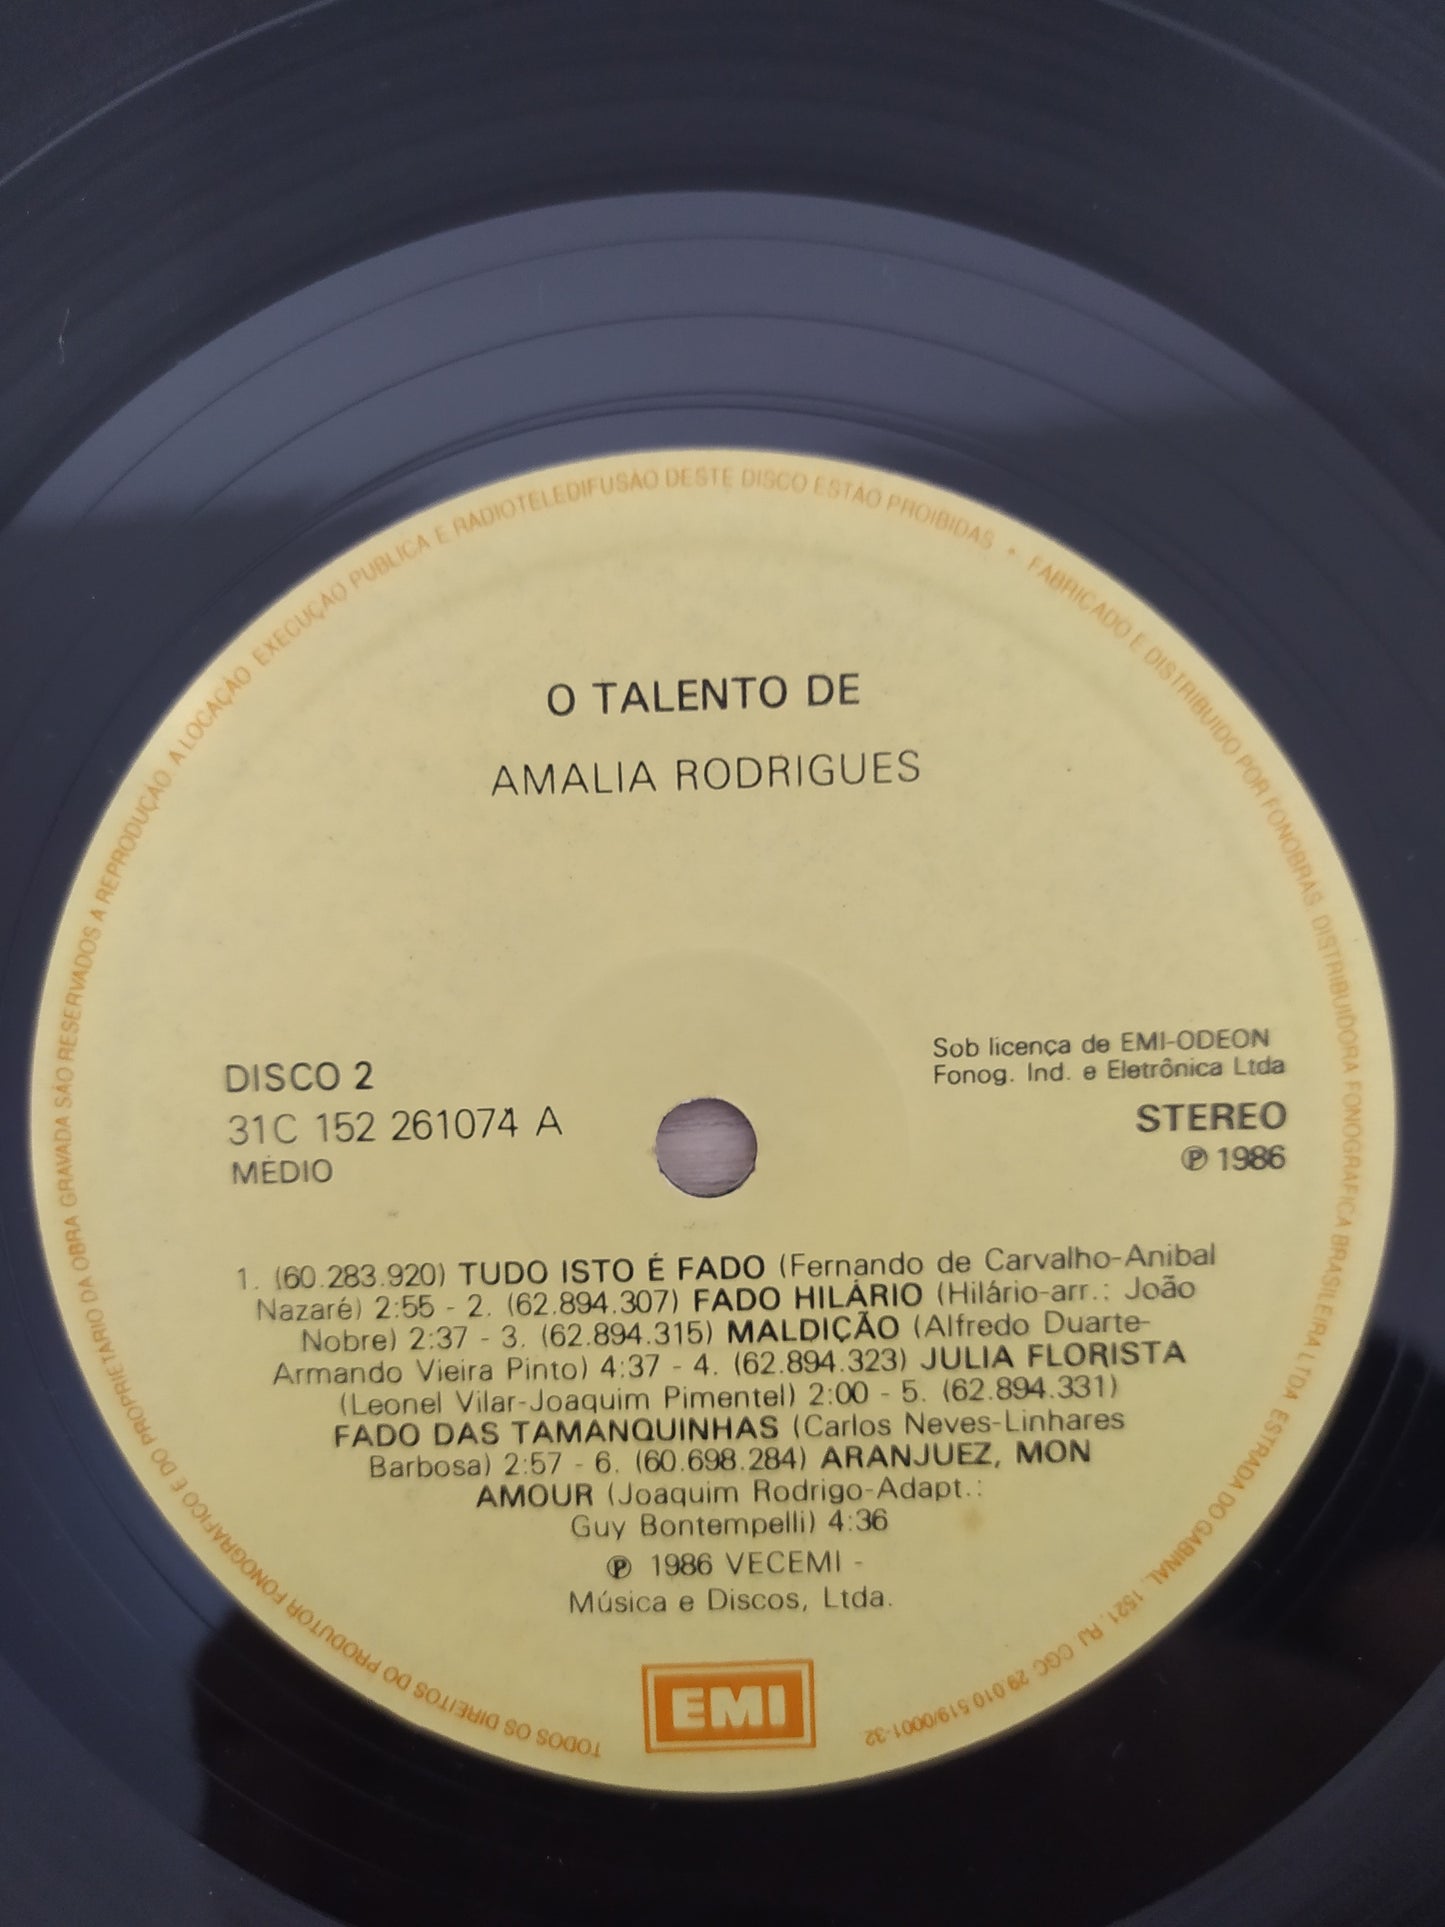 TODOS OS DIREITOS DO PRODUTOR FONOGRÁFICO E DO PROPRIETÁRIO DA OBRA GRAVADA SÃO RESERVADOS A REPRODUÇÃO A LOCAÇÃO EXECUÇÃO PÚBLICA E RADIOTELEDIFUSÃO DESTE DISCO ESTÃO PROIBIDAS • FABRICADO E DISTRIBUÍDO POR FONOBRÁS DISTRIBUIDORA FONOGRÁFICA BRASILEIRA LTDA ESTRADA DO GABINAL, 1521, RJ CGC 29.010.519/0001-32
O TALENTO DE
AMALIA RODRIGUES
DISCO 2
31C 152 261074 A
MÉDIO
Sob licença de EMI-ODEON
Fonog. Ind. e Eletrônica Ltda
STEREO
℗ 1986
1. (60.283.920) TUDO ISTO É FADO (Fernando de Carvalho-Anibal
Nazaré) 2:55 - 2. (62.894.307) FADO HILÁRIO (Hilário-arr.: João
Nobre) 2:37 - 3. (62.894.315) MALDIÇÃO (Alfredo Duarte-
Armando Vieira Pinto) 4:37 - 4. (62.894.323) JULIA FLORISTA
(Leonel Vilar-Joaquim Pimentel) 2:00 - 5. (62.894.331)
FADO DAS TAMANQUINHAS (Carlos Neves-Linhares
Barbosa) 2:57 - 6. (60.698.284) ARANJUEZ, MON
AMOUR (Joaquim Rodrigo-Adapt.:
Guy Bontempelli) 4:36
℗ 1986 VECEMI -
Música e Discos, Ltda.
EMI